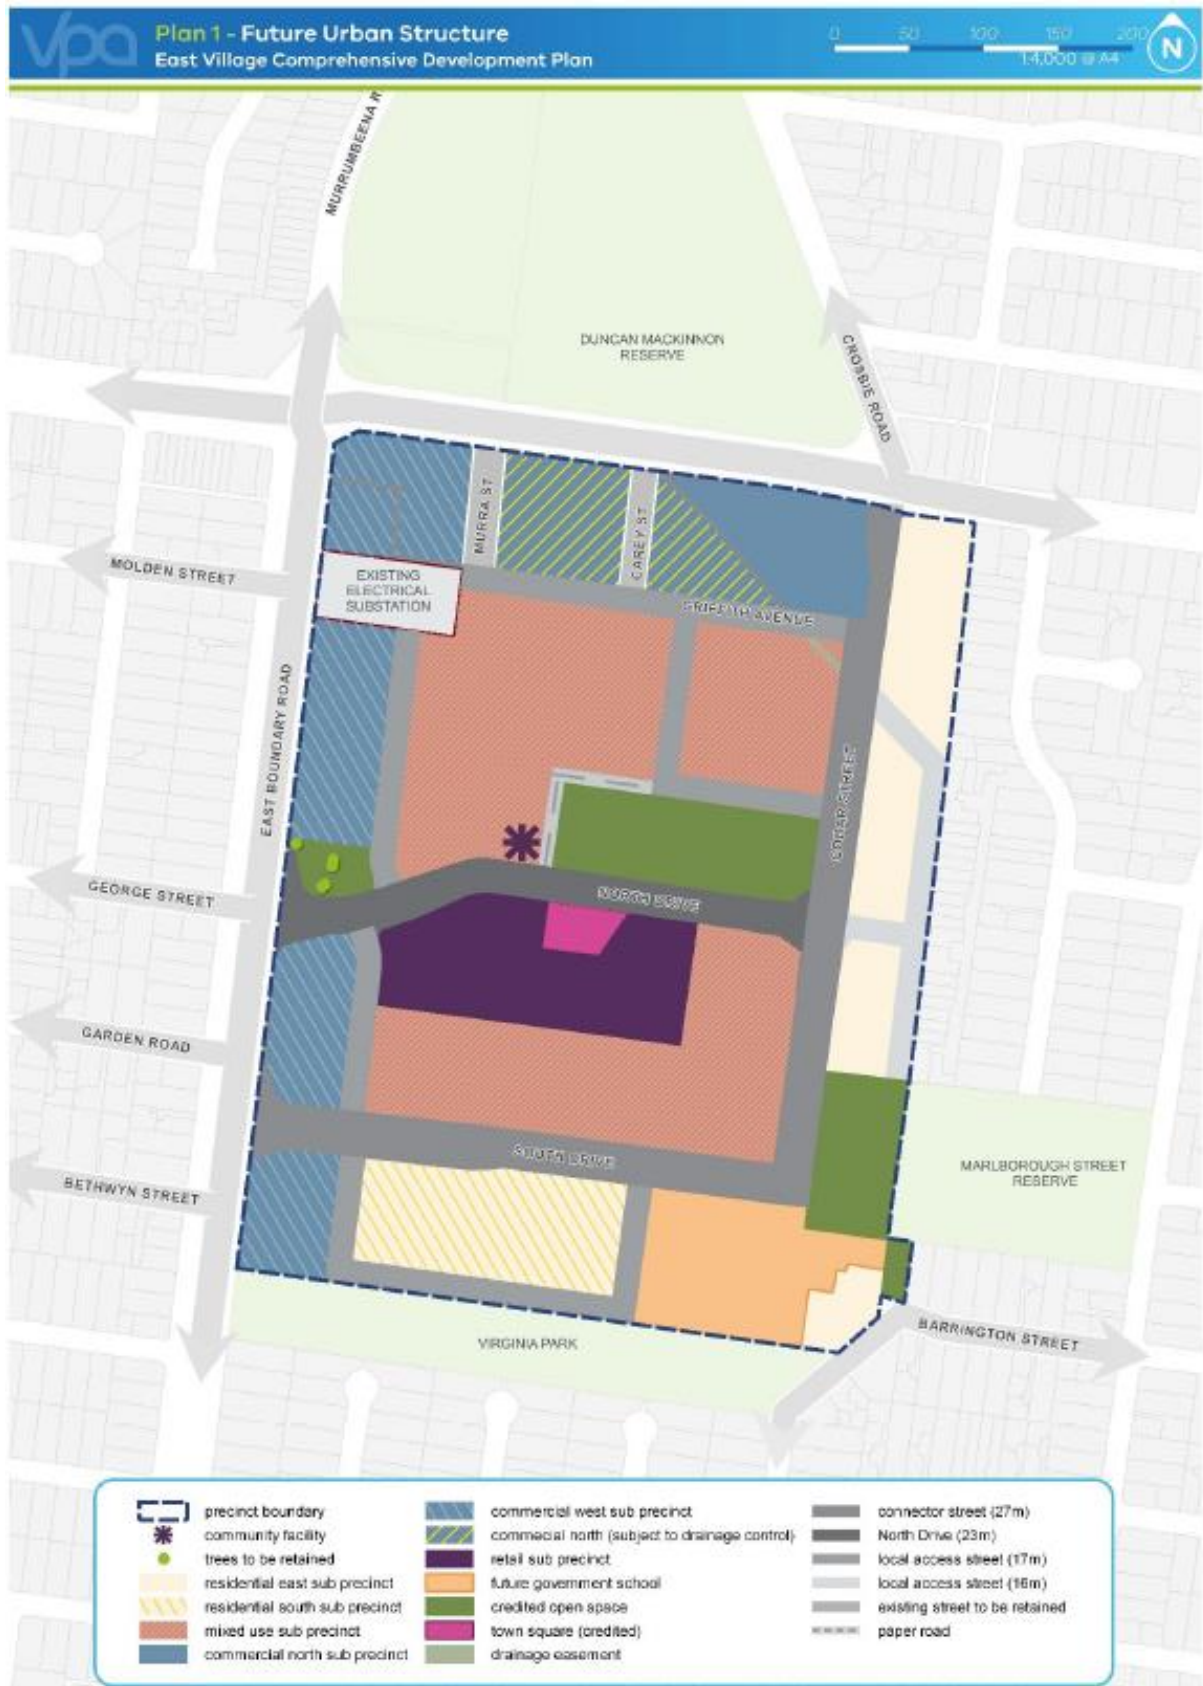 vpa
Plan 1 - Future Urban Structure
East Village Comprehensive Development Plan
0 50 100 150 200
1:4,000 @ A4
N
MURRUMBEENA R
DUNCAN MACKINNON
RESERVE
CROSBIE ROAD
MURRA ST
CAREY ST
MOLDEN STREET
EXISTING
ELECTRICAL
SUBSTATION
GRIFFITH AVENUE
EAST BOUNDARY ROAD
COBAR STREET
GEORGE STREET
NORTH DRIVE
GARDEN ROAD
SOUTH DRIVE
MARLBOROUGH STREET
RESERVE
BETHWYN STREET
BARRINGTON STREET
VIRGINIA PARK
precinct boundary
community facility
trees to be retained
residential east sub precinct
residential south sub precinct
mixed use sub precinct
commercial north sub precinct
commercial west sub precinct
commecial north (subject to drainage control)
retail sub precinct
future government school
credited open space
town square (credited)
drainage easement
connector street (27m)
North Drive (23m)
local access street (17m)
local access street (16m)
existing street to be retained
paper road